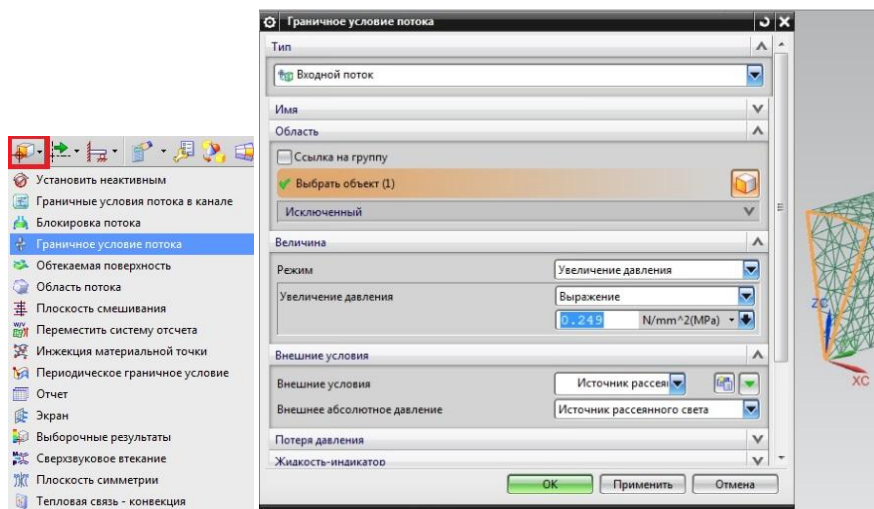 Установить неактивным
Граничные условия потока в канале
Блокировка потока
Граничное условие потока
Обтекаемая поверхность
Область потока
Плоскость смешивания
Переместить систему отсчета
Инжекция материальной точки
Периодическое граничное условие
Отчет
Экран
Выборочные результаты
Сверхзвуковое втекание
Плоскость симметрии
Тепловая связь - конвекция
Граничное условие потока
Тип
Входной поток
Имя
Область
Ссылка на группу
Выбрать объект (1)
Исключенный
Величина
Режим Увеличение давления
Увеличение давления Выражение
0.249 N/mm^2(MPa)
Внешние условия
Внешние условия Источник рассея
Внешнее абсолютное давление Источник рассеянного света
Потеря давления
Жидкость-индикатор
OK Применить Отмена
ZC
XC